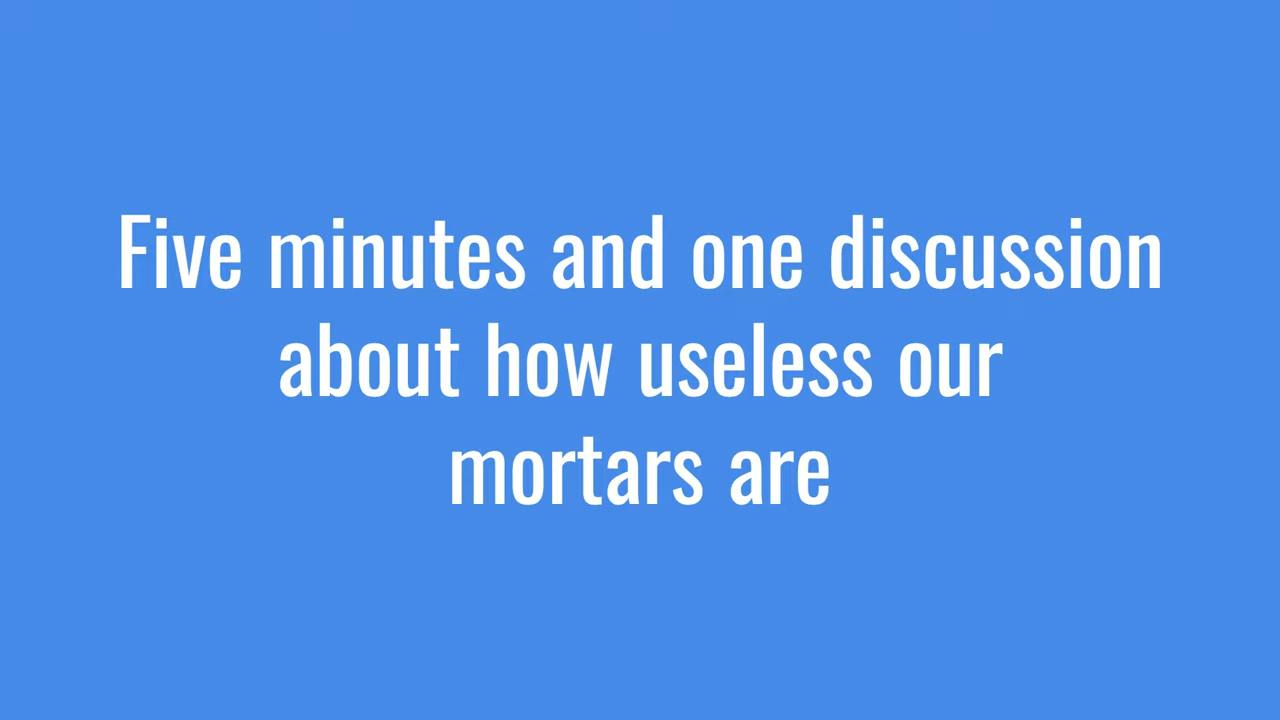 Five minutes and one discussion
about how useless our
mortars are